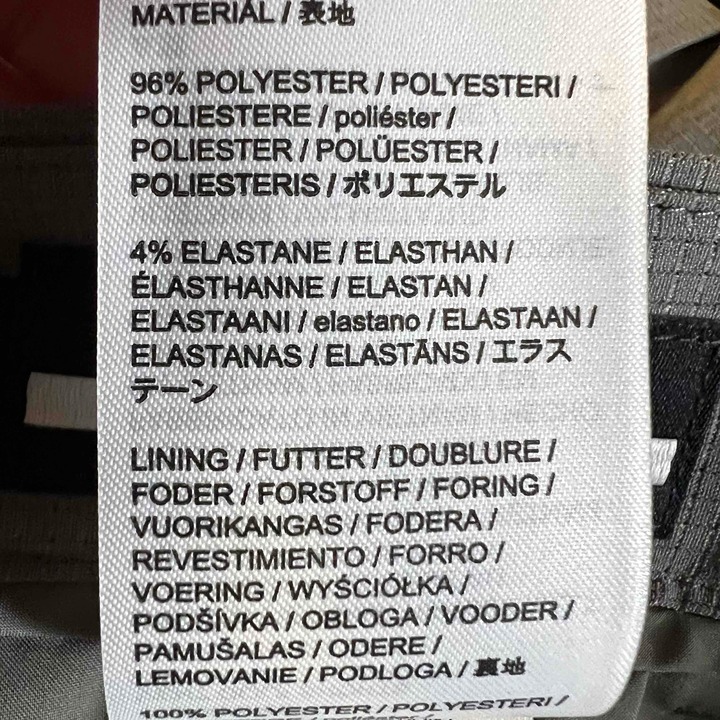 MATERIAL / 表地
96% POLYESTER / POLYESTERI /
POLIESTERE / poliéster /
POLIESTER / POLÜESTER /
POLIESTERIS / ポリエステル
4% ELASTANE / ELASTHAN /
ÉLASTHANNE / ELASTAN /
ELASTAANI / elastano / ELASTAAN /
ELASTANAS / ELASTĀNS / エラス
テーン
LINING / FUTTER / DOUBLURE /
FODER / FORSTOFF / FORING /
VUORIKANGAS / FODERA /
REVESTIMIENTO / FORRO /
VOERING / WYŚCIÓŁKA /
PODŠÍVKA / OBLOGA / VOODER /
PAMUŠALAS / ODERE /
LEMOVANIE / PODLOGA / 裏地
100% POLYESTER / POLYESTERI /